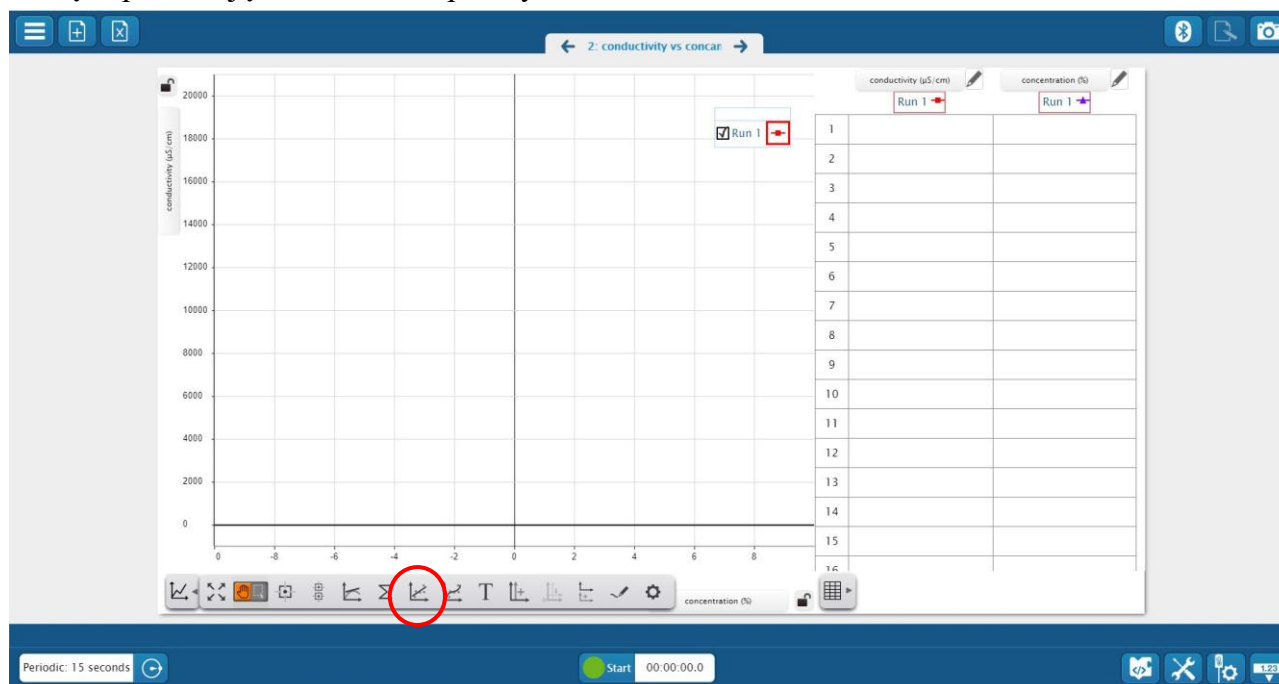 2: conductivity vs concan
20000
18000
16000
14000
12000
10000
8000
6000
4000
2000
0
conductivity (µS/cm)
Run 1
0 -8 -6 -4 -2 0 2 4 6 8
T
concentration (%)
conductivity (µS/cm) concentration (%)
Run 1 Run 1
1
2
3
4
5
6
7
8
9
10
11
12
13
14
15
16
Periodic: 15 seconds
Start 00:00:00.0
1.23